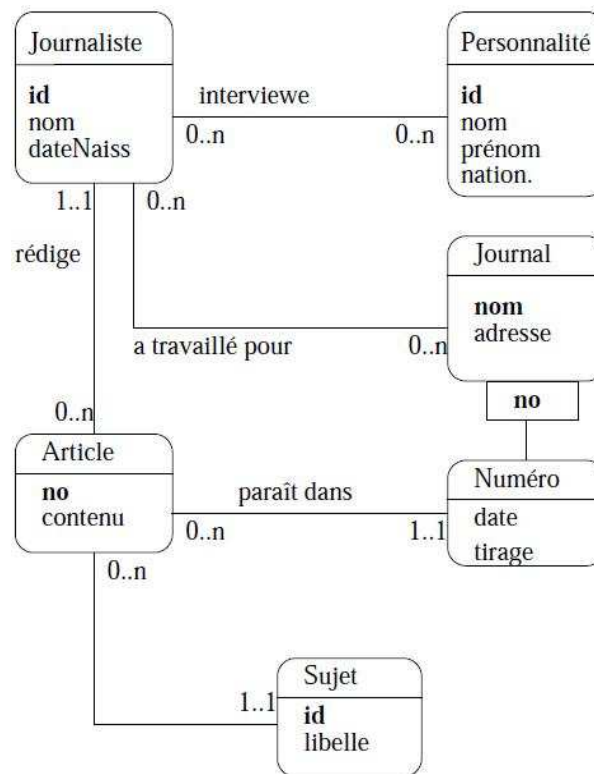 Journaliste
id
nom
dateNaiss
interviewe
0..n
0..n
Personnalité
id
nom
prénom
nation.
1..1
0..n
rédige
a travaillé pour
0..n
Journal
nom
adresse
no
0..n
Article
no
contenu
paraît dans
0..n
1..1
Numéro
date
tirage
0..n
1..1
Sujet
id
libelle